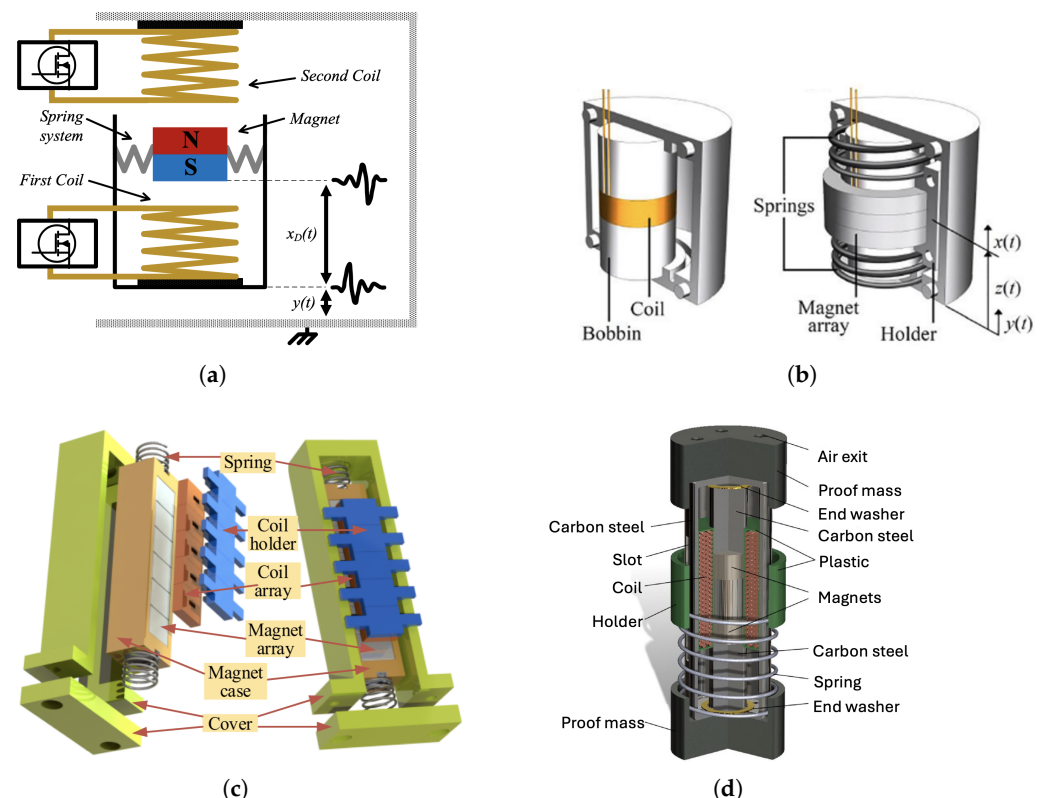 Second Coil
Spring
system
Magnet
N
S
First Coil
x_D(t)
y(t)
(a)
Springs
Coil
Bobbin
Magnet
array
Holder
x(t)
z(t)
y(t)
(b)
Spring
Coil
holder
Coil
array
Magnet
array
Magnet
case
Cover
(c)
Air exit
Proof mass
End washer
Carbon steel
Carbon steel
Slot
Plastic
Coil
Magnets
Holder
Carbon steel
Spring
End washer
Proof mass
(d)